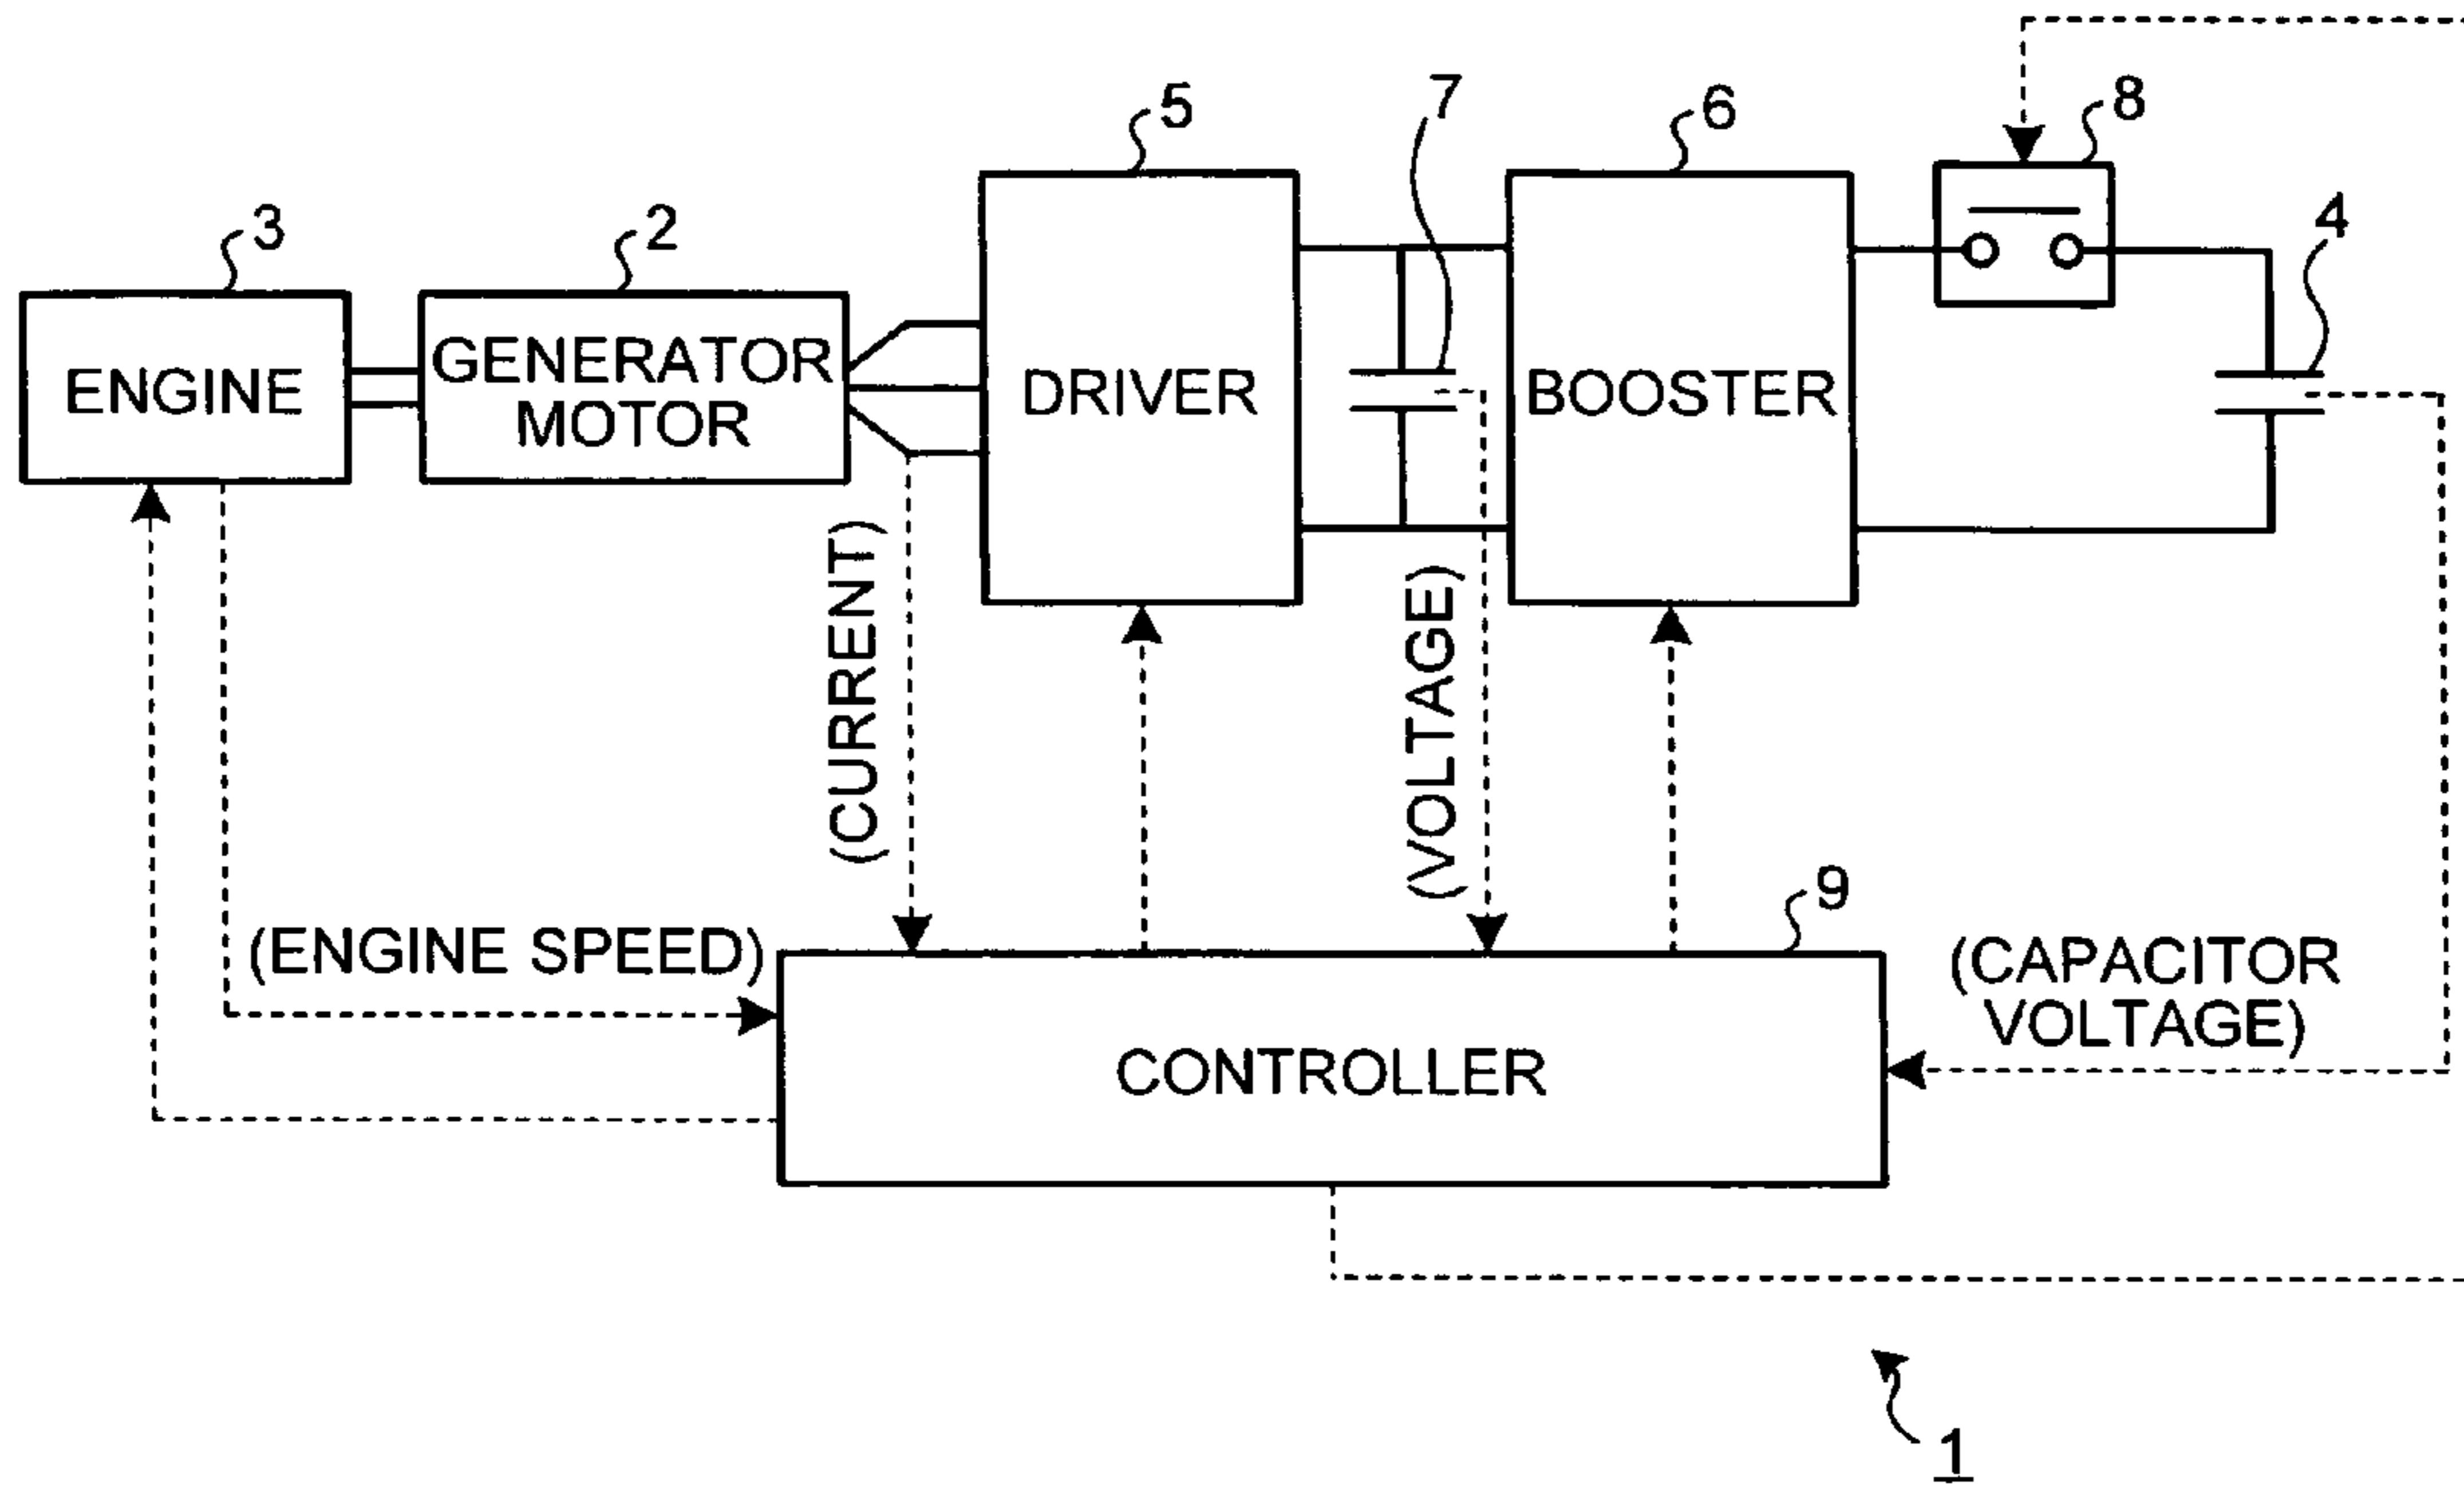 5
7
6
8
3
2
4
ENGINE
GENERATOR
MOTOR
DRIVER
BOOSTER
(CURRENT)
(VOLTAGE)
9
(ENGINE SPEED)
(CAPACITOR
VOLTAGE)
CONTROLLER
1